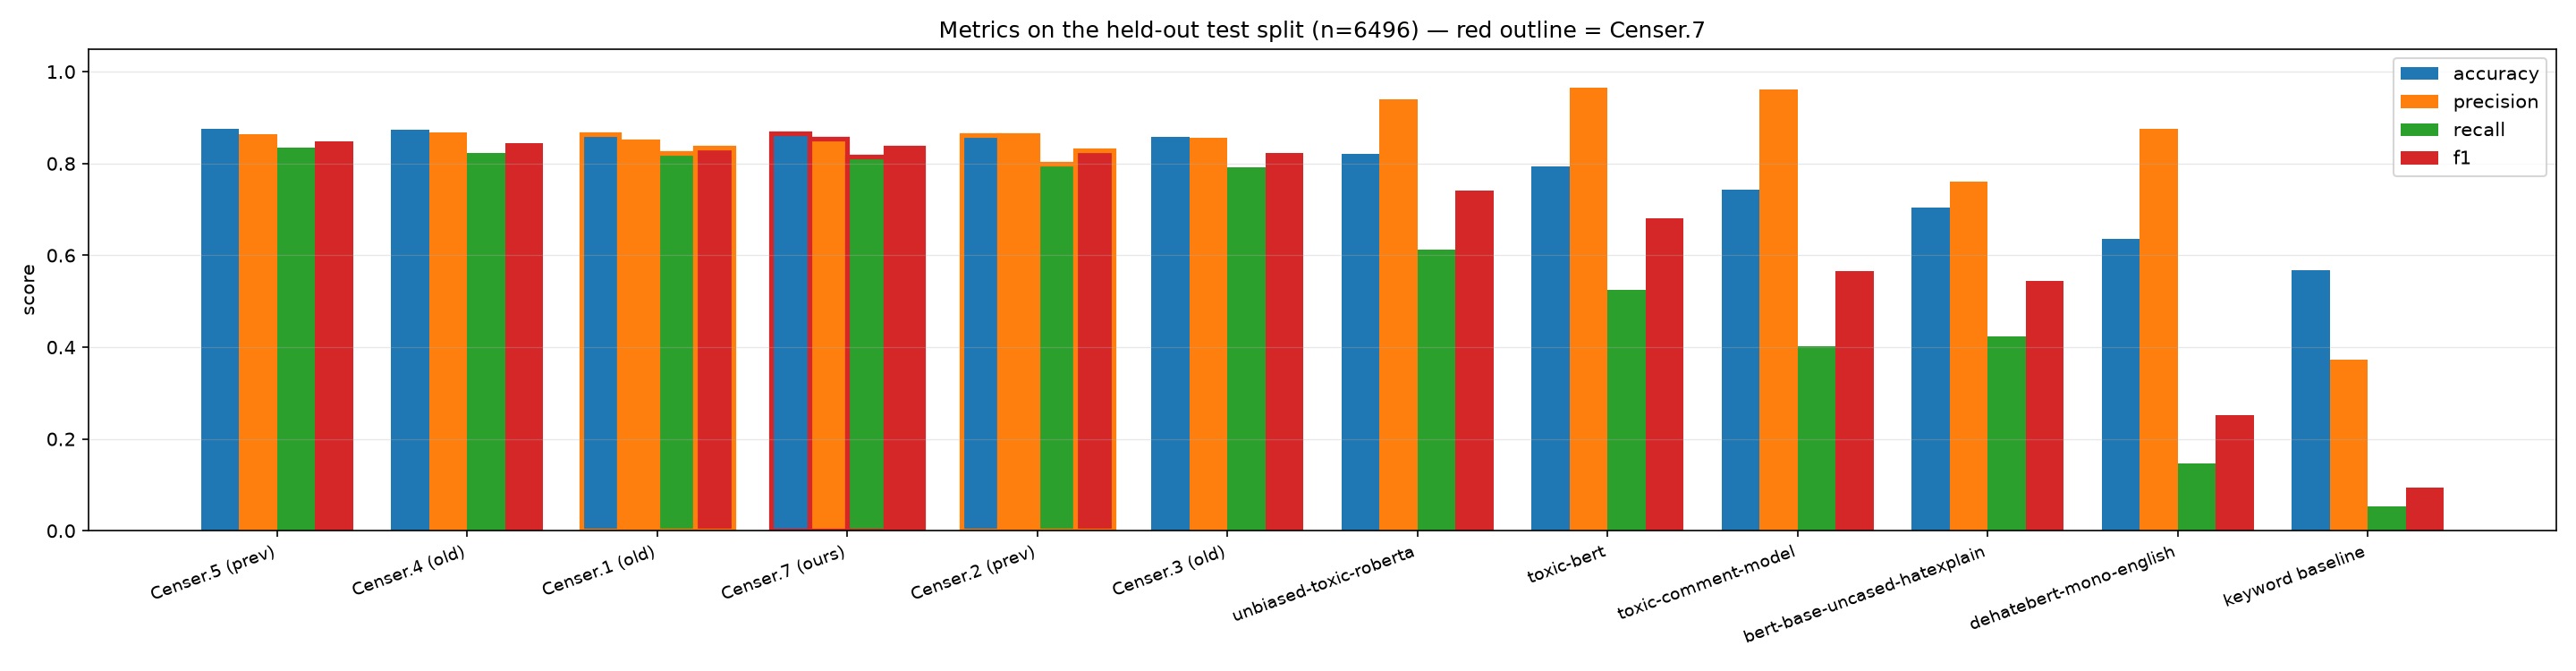 Metrics on the held-out test split (n=6496) — red outline = Censer.7
accuracy
precision
recall
f1
score
1.0
0.8
0.6
0.4
0.2
0.0
Censer.5 (prev)
Censer.4 (old)
Censer.1 (old)
Censer.7 (ours)
Censer.2 (prev)
Censer.3 (old)
unbiased-toxic-roberta
toxic-bert
toxic-comment-model
bert-base-uncased-hatexplain
dehatebert-mono-english
keyword baseline